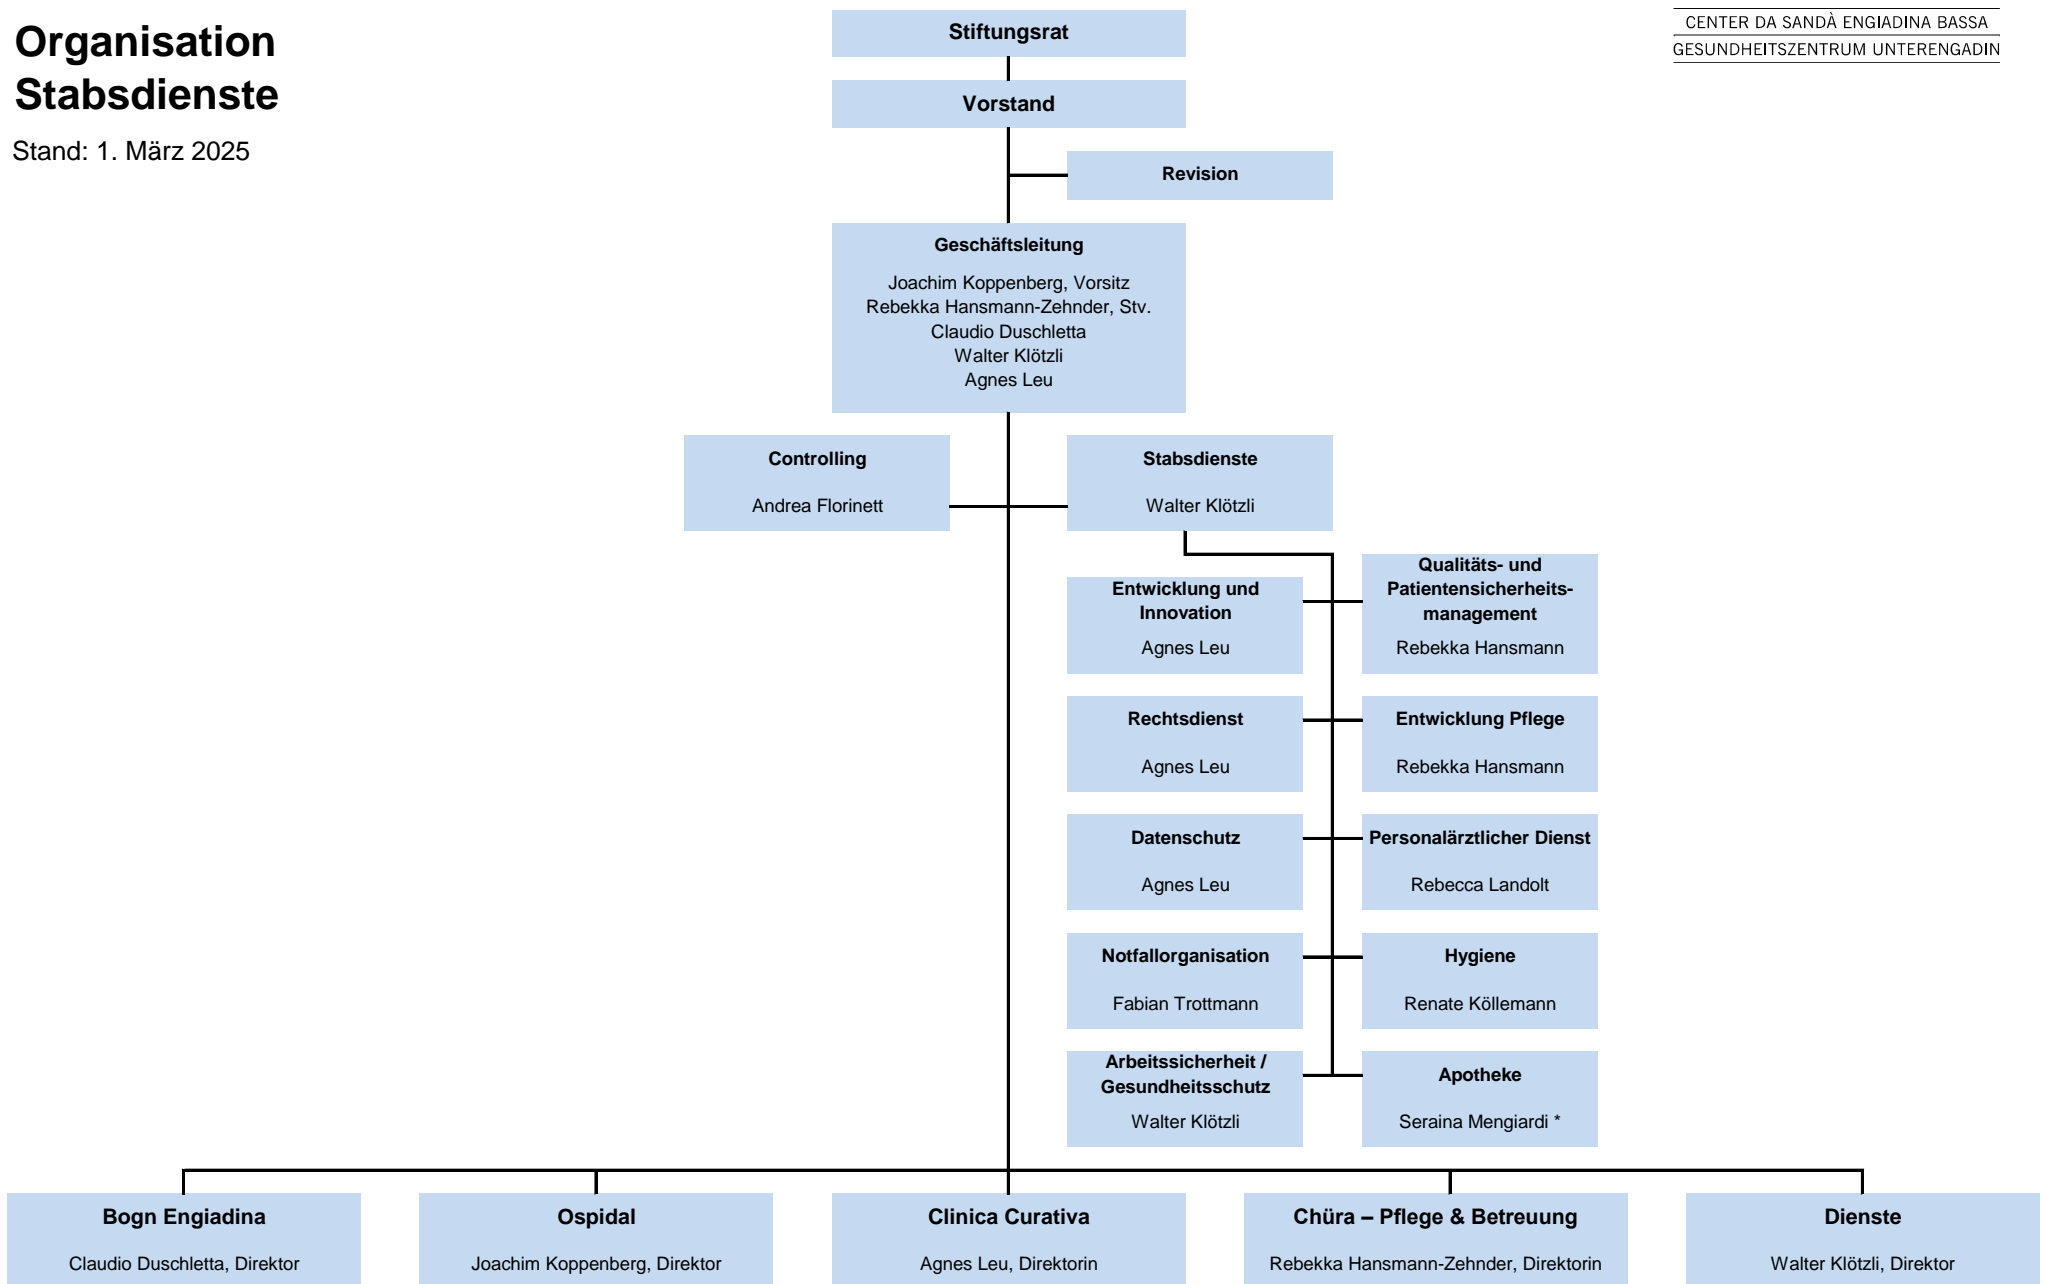 Organisation
Stabsdienste
Stand: 1. März 2025
CENTER DA SANDÀ ENGIADINA BASSA
GESUNDHEITSZENTRUM UNTERENGADIN
Stiftungsrat
Vorstand
Revision
Geschäftsleitung
Joachim Koppenberg, Vorsitz
Rebekka Hansmann-Zehnder, Stv.
Claudio Duschletta
Walter Klötzli
Agnes Leu
Controlling
Andrea Florinett
Stabsdienste
Walter Klötzli
Entwicklung und
Innovation
Agnes Leu
Qualitäts- und
Patientensicherheits-
management
Rebekka Hansmann
Rechtsdienst
Agnes Leu
Entwicklung Pflege
Rebekka Hansmann
Datenschutz
Agnes Leu
Personalärztlicher Dienst
Rebecca Landolt
Notfallorganisation
Fabian Trottmann
Hygiene
Renate Köllemann
Arbeitssicherheit /
Gesundheitsschutz
Walter Klötzli
Apotheke
Seraina Mengiardi *
Bogn Engiadina
Claudio Duschletta, Direktor
Ospidal
Joachim Koppenberg, Direktor
Clinica Curativa
Agnes Leu, Direktorin
Chüra – Pflege & Betreuung
Rebekka Hansmann-Zehnder, Direktorin
Dienste
Walter Klötzli, Direktor